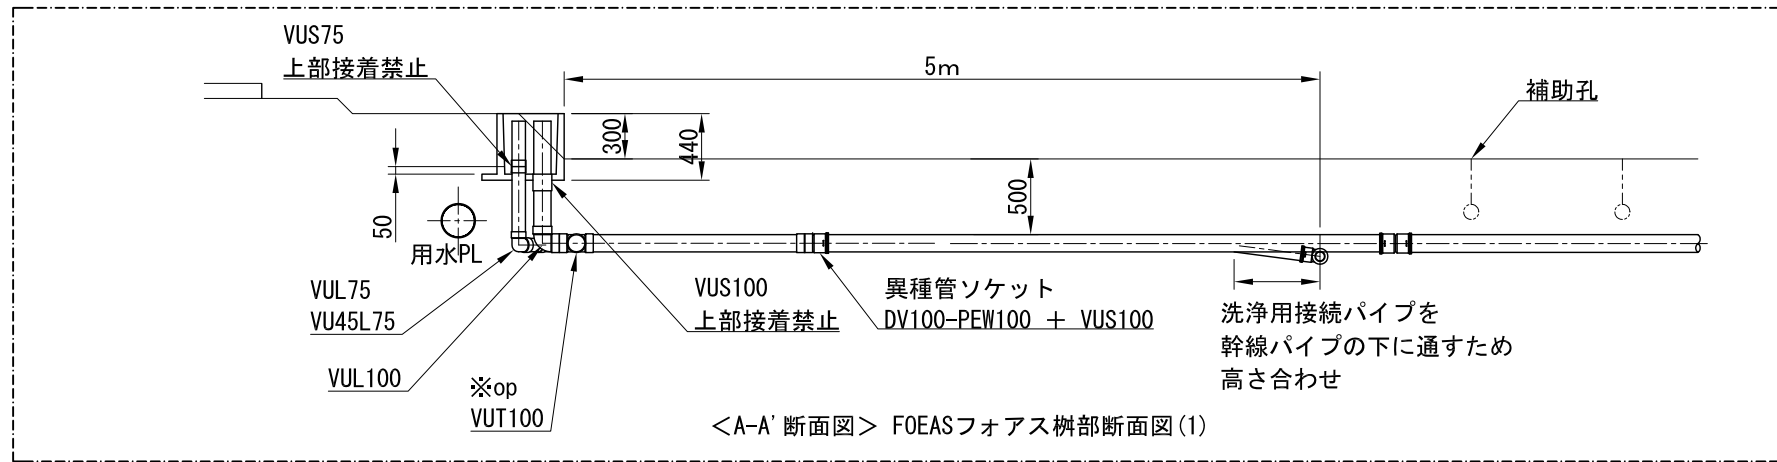 VUS75
上部接着禁止
5m
補助孔
300
440
500
50
用水PL
VUL75
VU45L75
VUS100
上部接着禁止
異種管ソケット
DV100-PEW100 + VUS100
洗浄用接続パイプを
幹線パイプの下に通すため
高さ合わせ
VUL100
※op
VUT100
<A-A'断面図> FOEASフォアス桝部断面図(1)